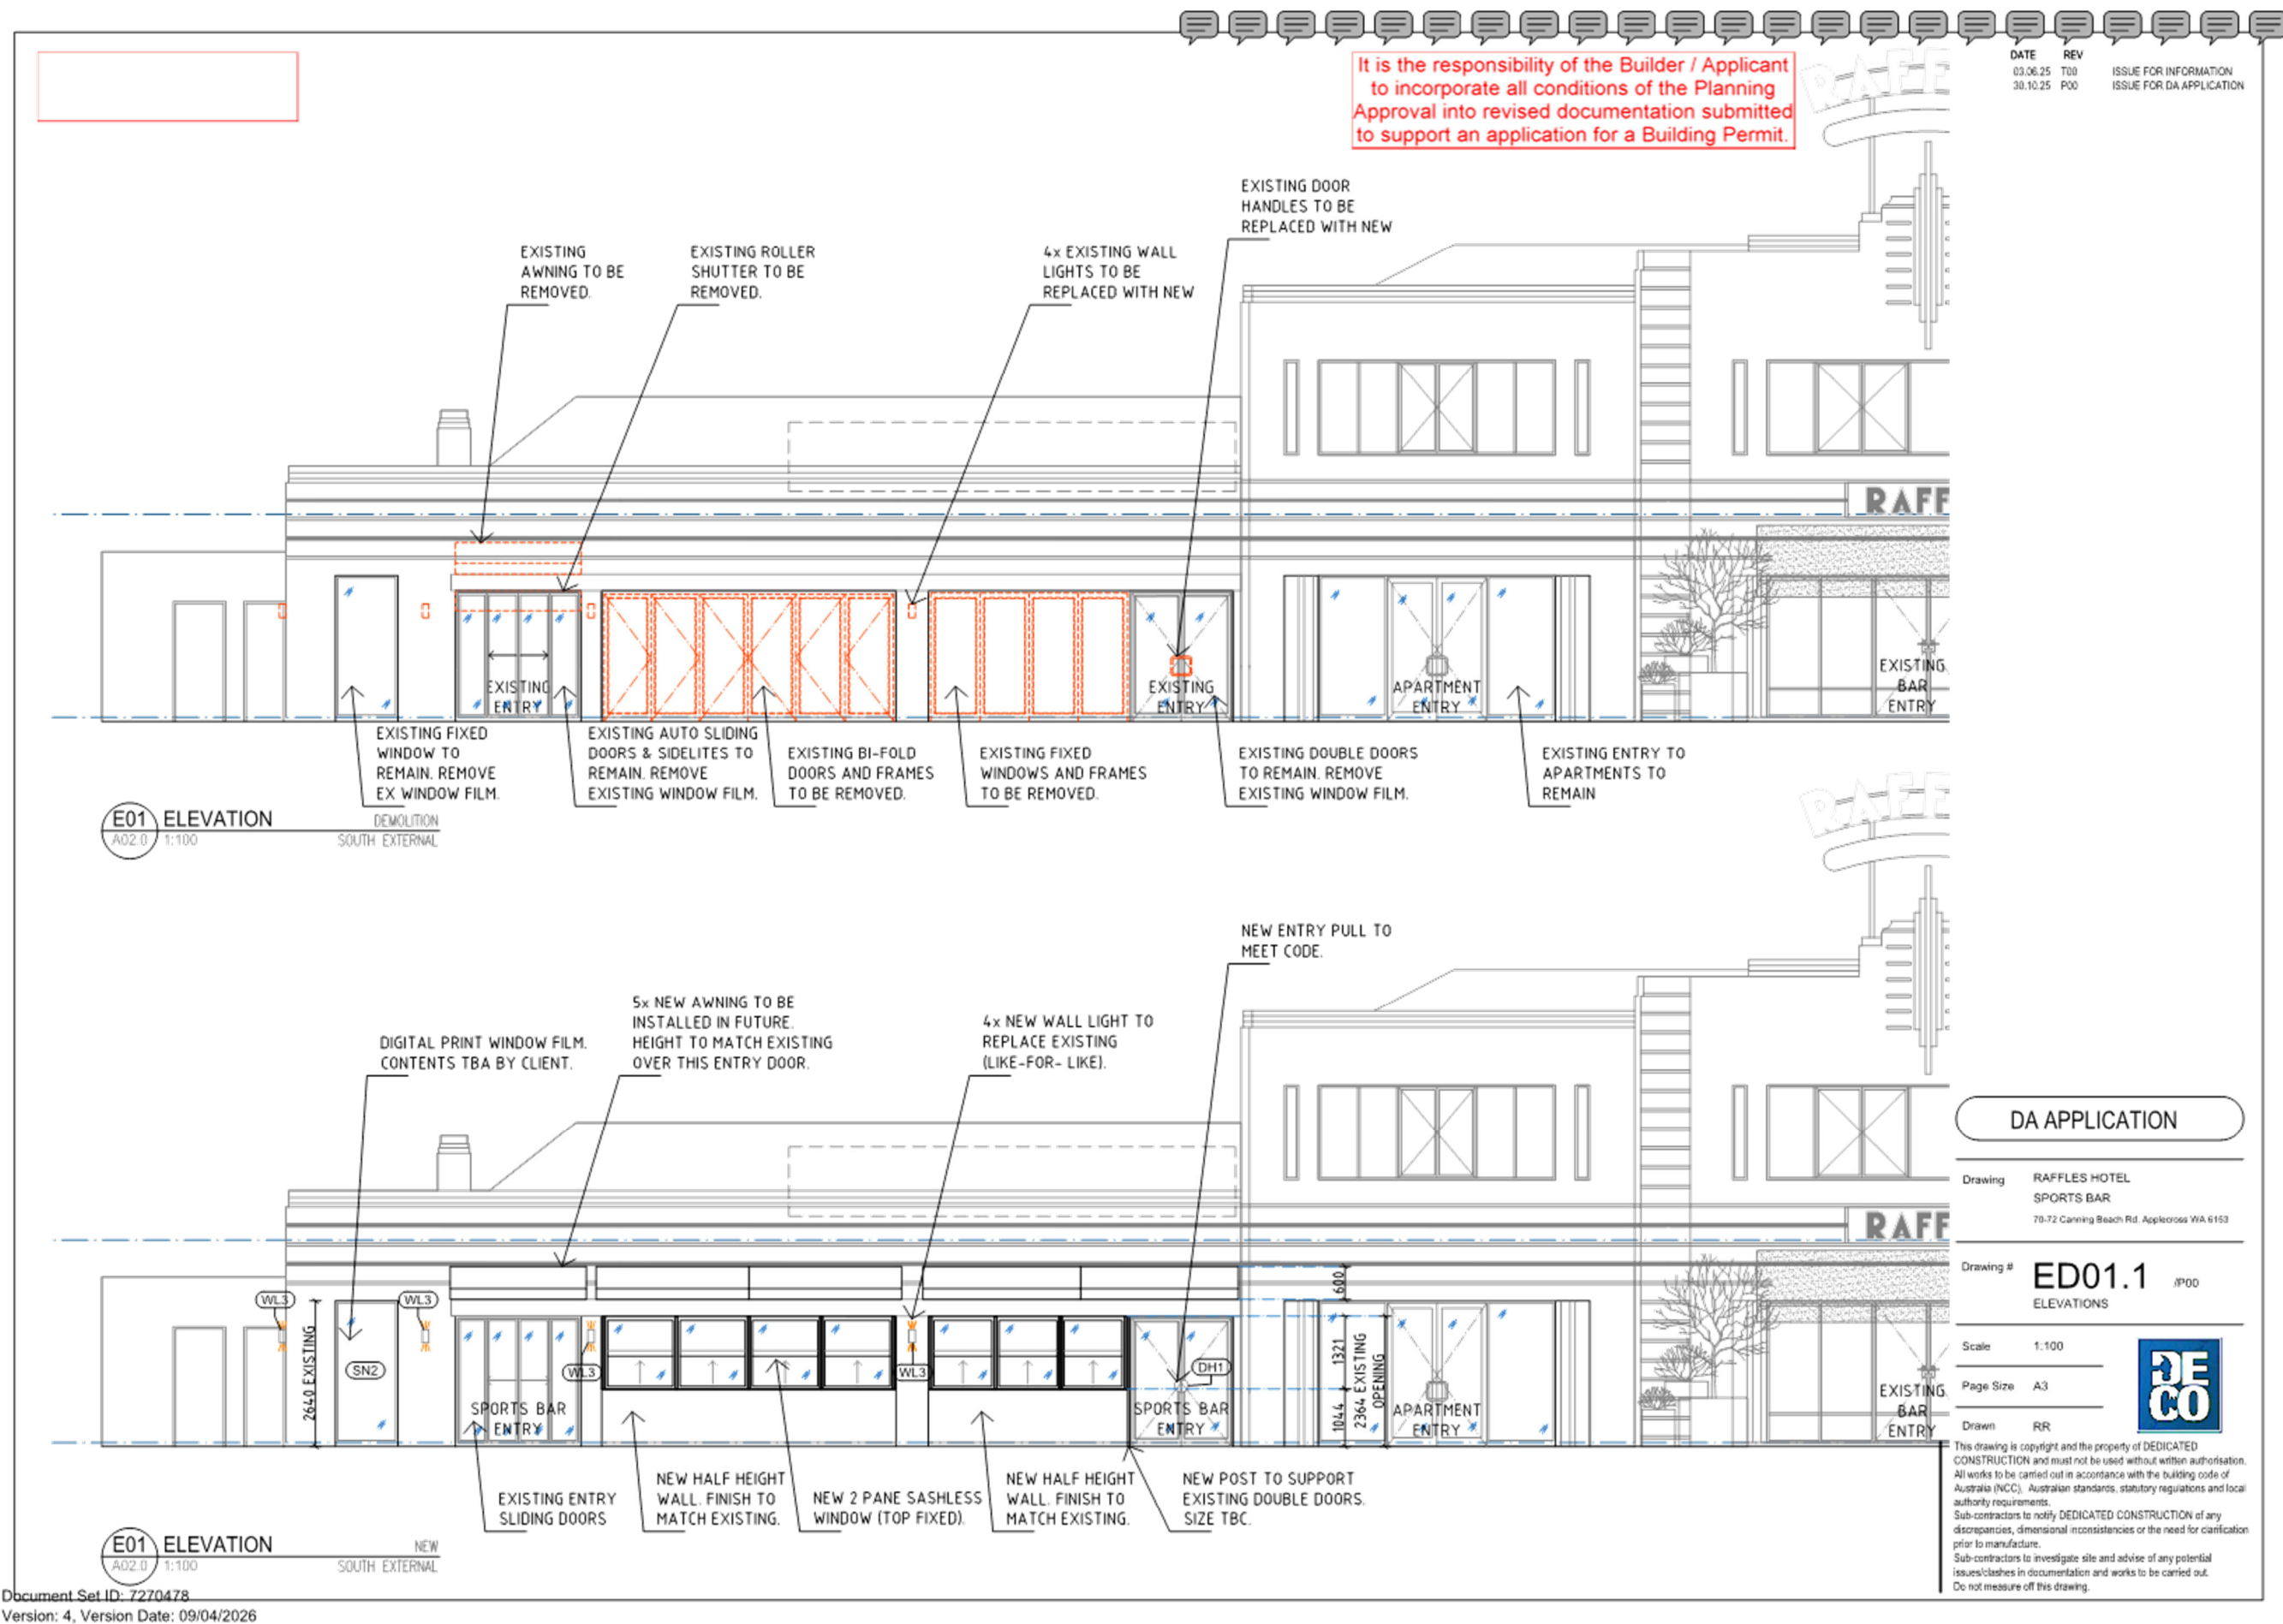 It is the responsibility of the Builder / Applicant
to incorporate all conditions of the Planning
Approval into revised documentation submitted
to support an application for a Building Permit.
RAFF
DATE REV
03.06.25 T00 ISSUE FOR INFORMATION
30.10.25 P00 ISSUE FOR DA APPLICATION
EXISTING DOOR
HANDLES TO BE
REPLACED WITH NEW
EXISTING
AWNING TO BE
REMOVED.
EXISTING ROLLER
SHUTTER TO BE
REMOVED.
4x EXISTING WALL
LIGHTS TO BE
REPLACED WITH NEW
RAFF
EXISTING
ENTRY
EXISTING
ENTRY
APARTMENT
ENTRY
EXISTING
BAR
ENTRY
EXISTING FIXED
WINDOW TO
REMAIN. REMOVE
EX WINDOW FILM.
EXISTING AUTO SLIDING
DOORS & SIDELITES TO
REMAIN. REMOVE
EXISTING WINDOW FILM.
EXISTING BI-FOLD
DOORS AND FRAMES
TO BE REMOVED.
EXISTING FIXED
WINDOWS AND FRAMES
TO BE REMOVED.
EXISTING DOUBLE DOORS
TO REMAIN. REMOVE
EXISTING WINDOW FILM.
EXISTING ENTRY TO
APARTMENTS TO
REMAIN
E01 ELEVATION DEMOLITION
A02.0 1:100 SOUTH EXTERNAL
RAFF
NEW ENTRY PULL TO
MEET CODE.
5x NEW AWNING TO BE
INSTALLED IN FUTURE.
HEIGHT TO MATCH EXISTING
OVER THIS ENTRY DOOR.
4x NEW WALL LIGHT TO
REPLACE EXISTING
(LIKE-FOR- LIKE).
DIGITAL PRINT WINDOW FILM.
CONTENTS TBA BY CLIENT.
RAFF
WL3
WL3
600
2640 EXISTING
SN2
WL3
WL3
DH1
1321
1044
2364 EXISTING
OPENING
SPORTS BAR
ENTRY
SPORTS BAR
ENTRY
APARTMENT
ENTRY
EXISTING
BAR
ENTRY
EXISTING ENTRY
SLIDING DOORS
NEW HALF HEIGHT
WALL. FINISH TO
MATCH EXISTING.
NEW 2 PANE SASHLESS
WINDOW (TOP FIXED).
NEW HALF HEIGHT
WALL. FINISH TO
MATCH EXISTING.
NEW POST TO SUPPORT
EXISTING DOUBLE DOORS.
SIZE TBC.
E01 ELEVATION NEW
A02.0 1:100 SOUTH EXTERNAL
DA APPLICATION
Drawing RAFFLES HOTEL
SPORTS BAR
70-72 Canning Beach Rd, Applecross WA 6153
Drawing # ED01.1 /P00
ELEVATIONS
Scale 1:100
Page Size A3
Drawn RR
DECO
This drawing is copyright and the property of DEDICATED
CONSTRUCTION and must not be used without written authorisation.
All works to be carried out in accordance with the building code of
Australia (NCC), Australian standards, statutory regulations and local
authority requirements.
Sub-contractors to notify DEDICATED CONSTRUCTION of any
discrepancies, dimensional inconsistencies or the need for clarification
prior to manufacture.
Sub-contractors to investigate site and advise of any potential
issues/clashes in documentation and works to be carried out.
Do not measure off this drawing.
Document Set ID: 7270478
Version: 4, Version Date: 09/04/2026